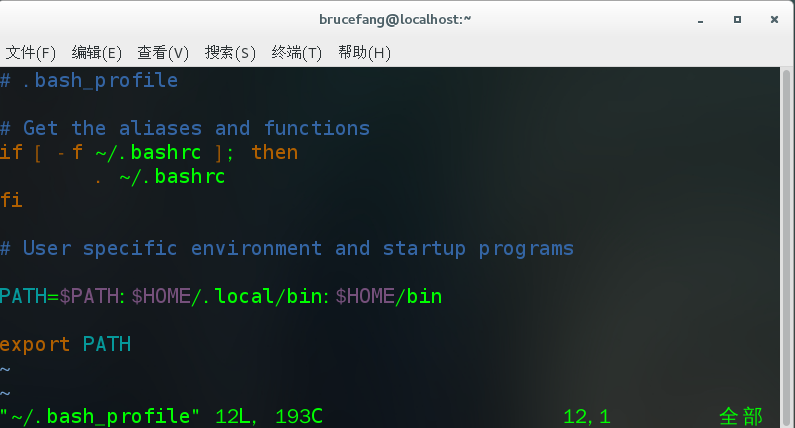 brucefang@localhost:~
文件(F) 编辑(E) 查看(V) 搜索(S) 终端(T) 帮助(H)
# .bash_profile
# Get the aliases and functions
if [ -f ~/.bashrc ]; then
. ~/.bashrc
fi
# User specific environment and startup programs
PATH=$PATH:$HOME/.local/bin:$HOME/bin
export PATH
~
~
"~/.bash_profile" 12L, 193C 12,1 全部